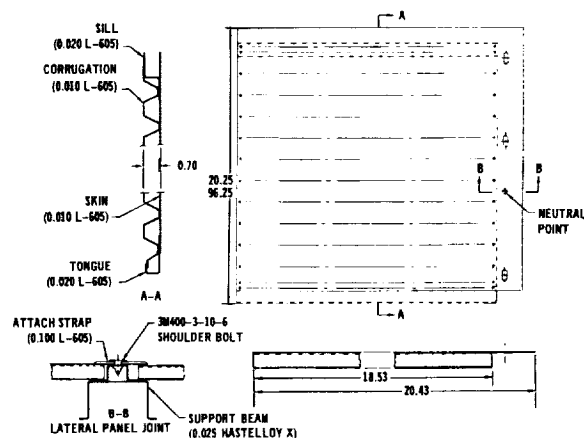 SILL
(0.020 L-605)
CORRUGATION
(0.010 L-605)
0.70
SKIN
(0.010 L-605)
TONGUE
(0.020 L-605)
A-A
A
20.25
96.25
B
B
NEUTRAL
POINT
A
ATTACH STRAP
(0.100 L-605)
3M400-3-10-6
SHOULDER BOLT
B-B
LATERAL PANEL JOINT
SUPPORT BEAM
(0.025 HASTELLOY X)
18.53
20.43